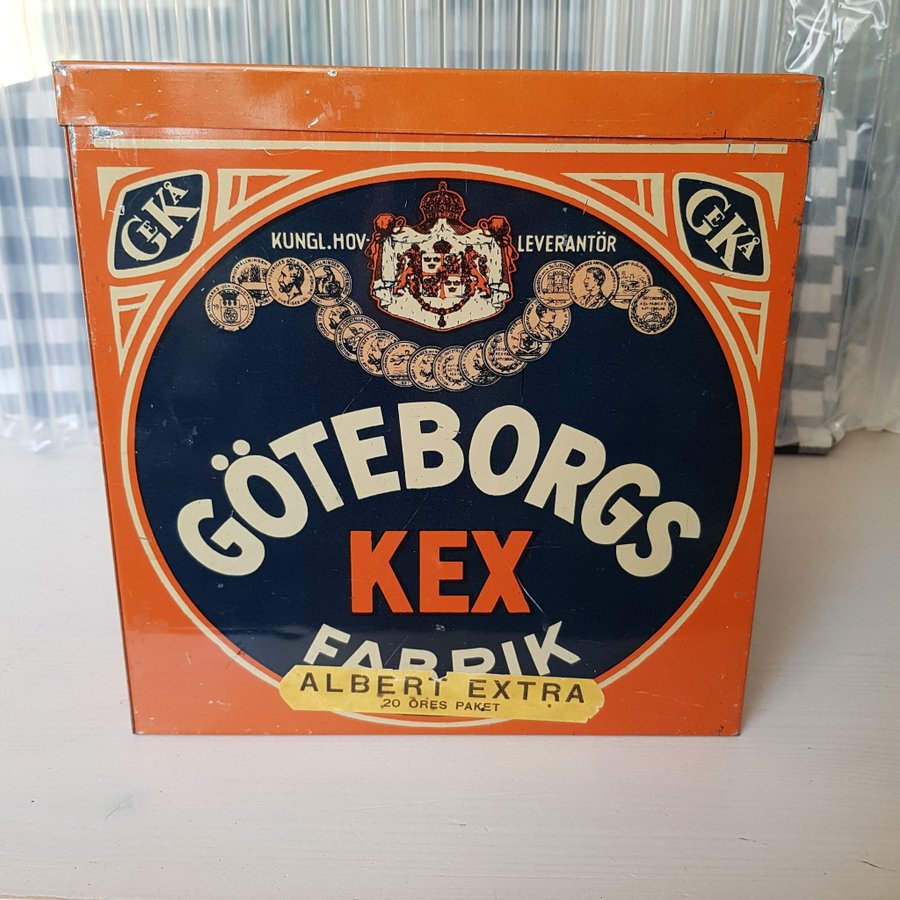 GEKÅ
GEKÅ
KUNGL.HOV-
LEVERANTÖR
GÖTEBORGS
KEX
FABRIK
ALBERT EXTRA
20 ÖRES PAKET